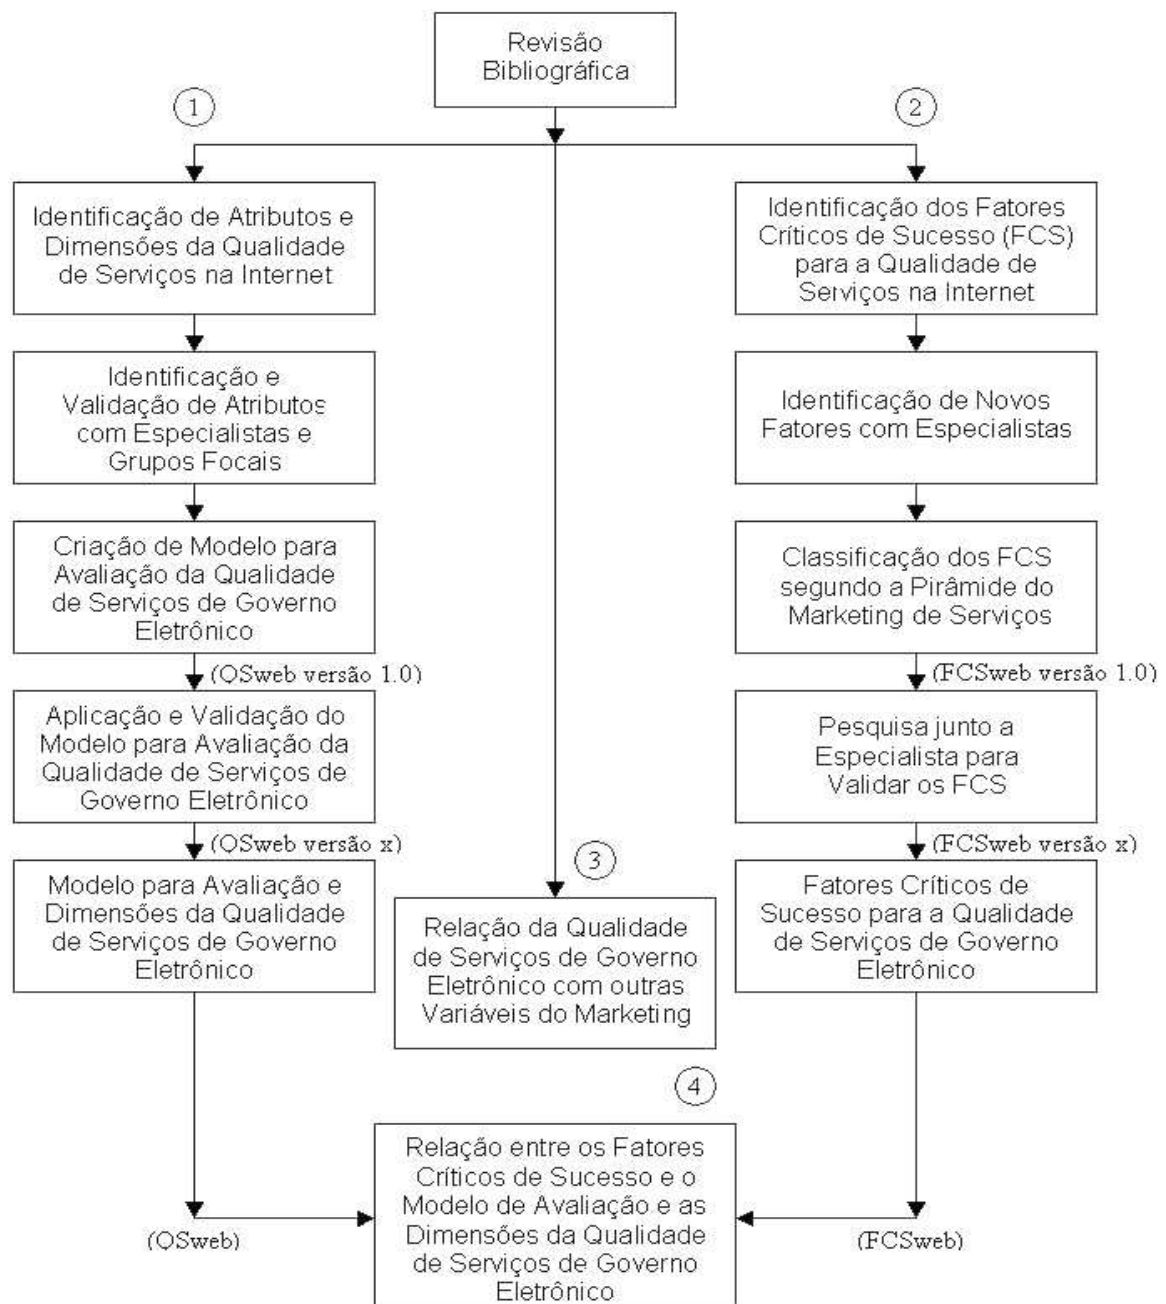 Revisão
Bibliográfica
1
2
Identificação de Atributos e
Dimensões da Qualidade
de Serviços na Internet
Identificação dos Fatores
Críticos de Sucesso (FCS)
para a Qualidade de
Serviços na Internet
Identificação e
Validação de Atributos
com Especialistas e
Grupos Focais
Identificação de Novos
Fatores com Especialistas
Criação de Modelo para
Avaliação da Qualidade
de Serviços de Governo
Eletrônico
Classificação dos FCS
segundo a Pirâmide do
Marketing de Serviços
(QSweb versão 1.0)
(FCSweb versão 1.0)
Aplicação e Validação do
Modelo para Avaliação da
Qualidade de Serviços de
Governo Eletrônico
Pesquisa junto a
Especialista para
Validar os FCS
(QSweb versão x)
(FCSweb versão x)
Modelo para Avaliação e
Dimensões da Qualidade
de Serviços de Governo
Eletrônico
3
Relação da Qualidade
de Serviços de Governo
Eletrônico com outras
Variáveis do Marketing
Fatores Críticos de
Sucesso para a Qualidade
de Serviços de Governo
Eletrônico
4
Relação entre os Fatores
Críticos de Sucesso e o
Modelo de Avaliação e as
Dimensões da Qualidade
de Serviços de Governo
Eletrônico
(QSweb)
(FCSweb)